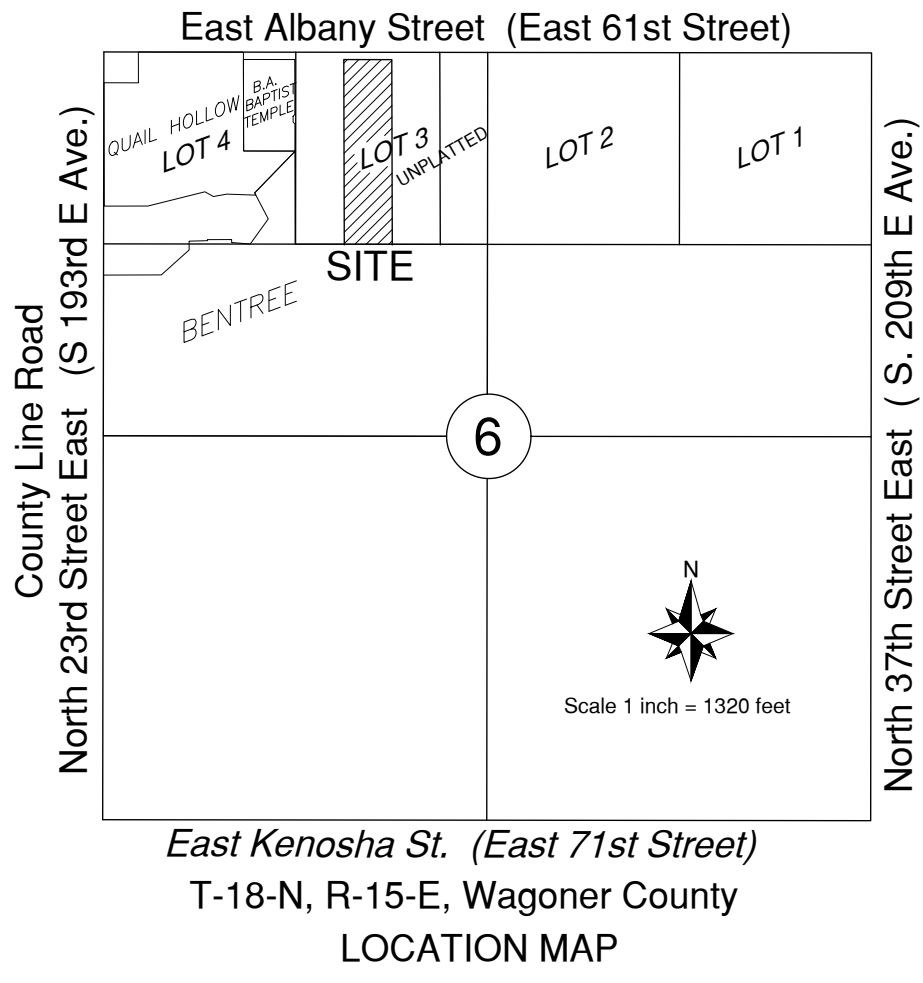 East Albany Street (East 61st Street)
County Line Road
North 23rd Street East (S 193rd E Ave.)
QUAIL HOLLOW
LOT 4
B.A.
BAPTIST
TEMPLE
LOT 3
UNPLATTED
LOT 2
LOT 1
SITE
BENTREE
6
N
Scale 1 inch = 1320 feet
North 37th Street East ( S. 209th E Ave.)
East Kenosha St. (East 71st Street)
T-18-N, R-15-E, Wagoner County
LOCATION MAP